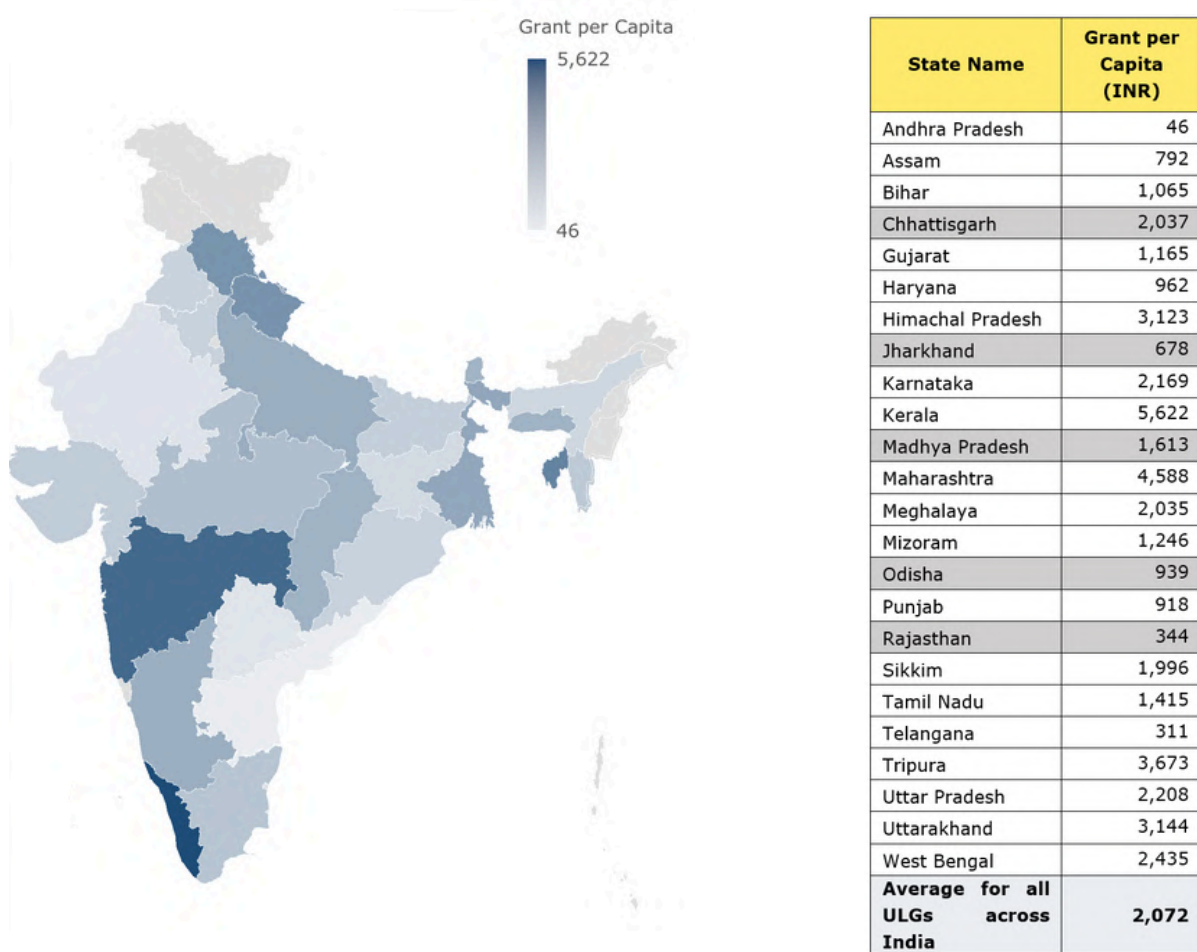 Grant per Capita
5,622
46
State Name
Grant per
Capita
(INR)
Andhra Pradesh 46
Assam 792
Bihar 1,065
Chhattisgarh 2,037
Gujarat 1,165
Haryana 962
Himachal Pradesh 3,123
Jharkhand 678
Karnataka 2,169
Kerala 5,622
Madhya Pradesh 1,613
Maharashtra 4,588
Meghalaya 2,035
Mizoram 1,246
Odisha 939
Punjab 918
Rajasthan 344
Sikkim 1,996
Tamil Nadu 1,415
Telangana 311
Tripura 3,673
Uttar Pradesh 2,208
Uttarakhand 3,144
West Bengal 2,435
Average for all
ULGs across 2,072
India